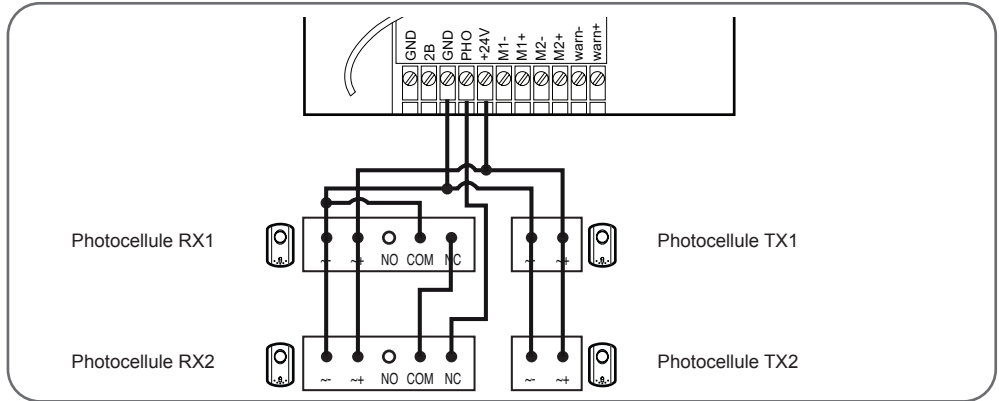 GND
2B
GND
PHO
+24V
M1-
M1+
M2-
M2+
warn-
warn+
Photocellule RX1
~- ~+ NO COM NC
~- ~+
Photocellule TX1
Photocellule RX2
~- ~+ NO COM NC
~- ~+
Photocellule TX2